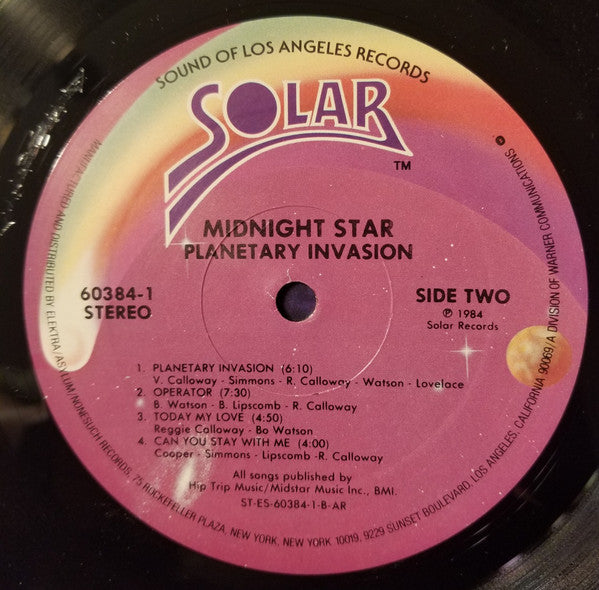 SOUND OF LOS ANGELES RECORDS
SOLAR
TM
MIDNIGHT STAR
PLANETARY INVASION
60384-1
STEREO
SIDE TWO
℗ 1984
Solar Records
1. PLANETARY INVASION (6:10)
V. Calloway - Simmons - R. Calloway - Watson - Lovelace
2. OPERATOR (7:30)
B. Watson - B. Lipscomb - R. Calloway
3. TODAY MY LOVE (4:50)
Reggie Calloway - Bo Watson
4. CAN YOU STAY WITH ME (4:00)
Cooper - Simmons - Lipscomb - R. Calloway
All songs published by
Hip Trip Music/Midstar Music Inc., BMI.
ST-ES-60384-1-B-AR
MANUFACTURED AND DISTRIBUTED BY ELEKTRA/ASYLUM/NONESUCH RECORDS, 75 ROCKEFELLER PLAZA, NEW YORK, NEW YORK 10019, 9229 SUNSET BOULEVARD, LOS ANGELES, CALIFORNIA 90069/A DIVISION OF WARNER COMMUNICATIONS